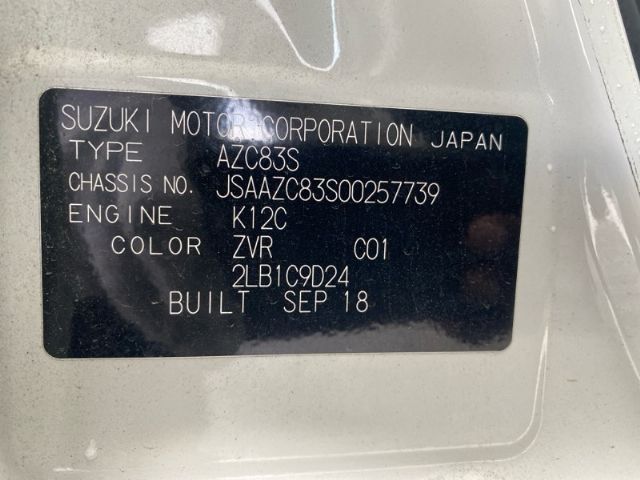 SUZUKI MOTOR CORPORATION JAPAN
TYPE AZC83S
CHASSIS NO. JSAAZC83S00257739
ENGINE K12C
COLOR ZVR C01
2LB1C9D24
BUILT SEP 18